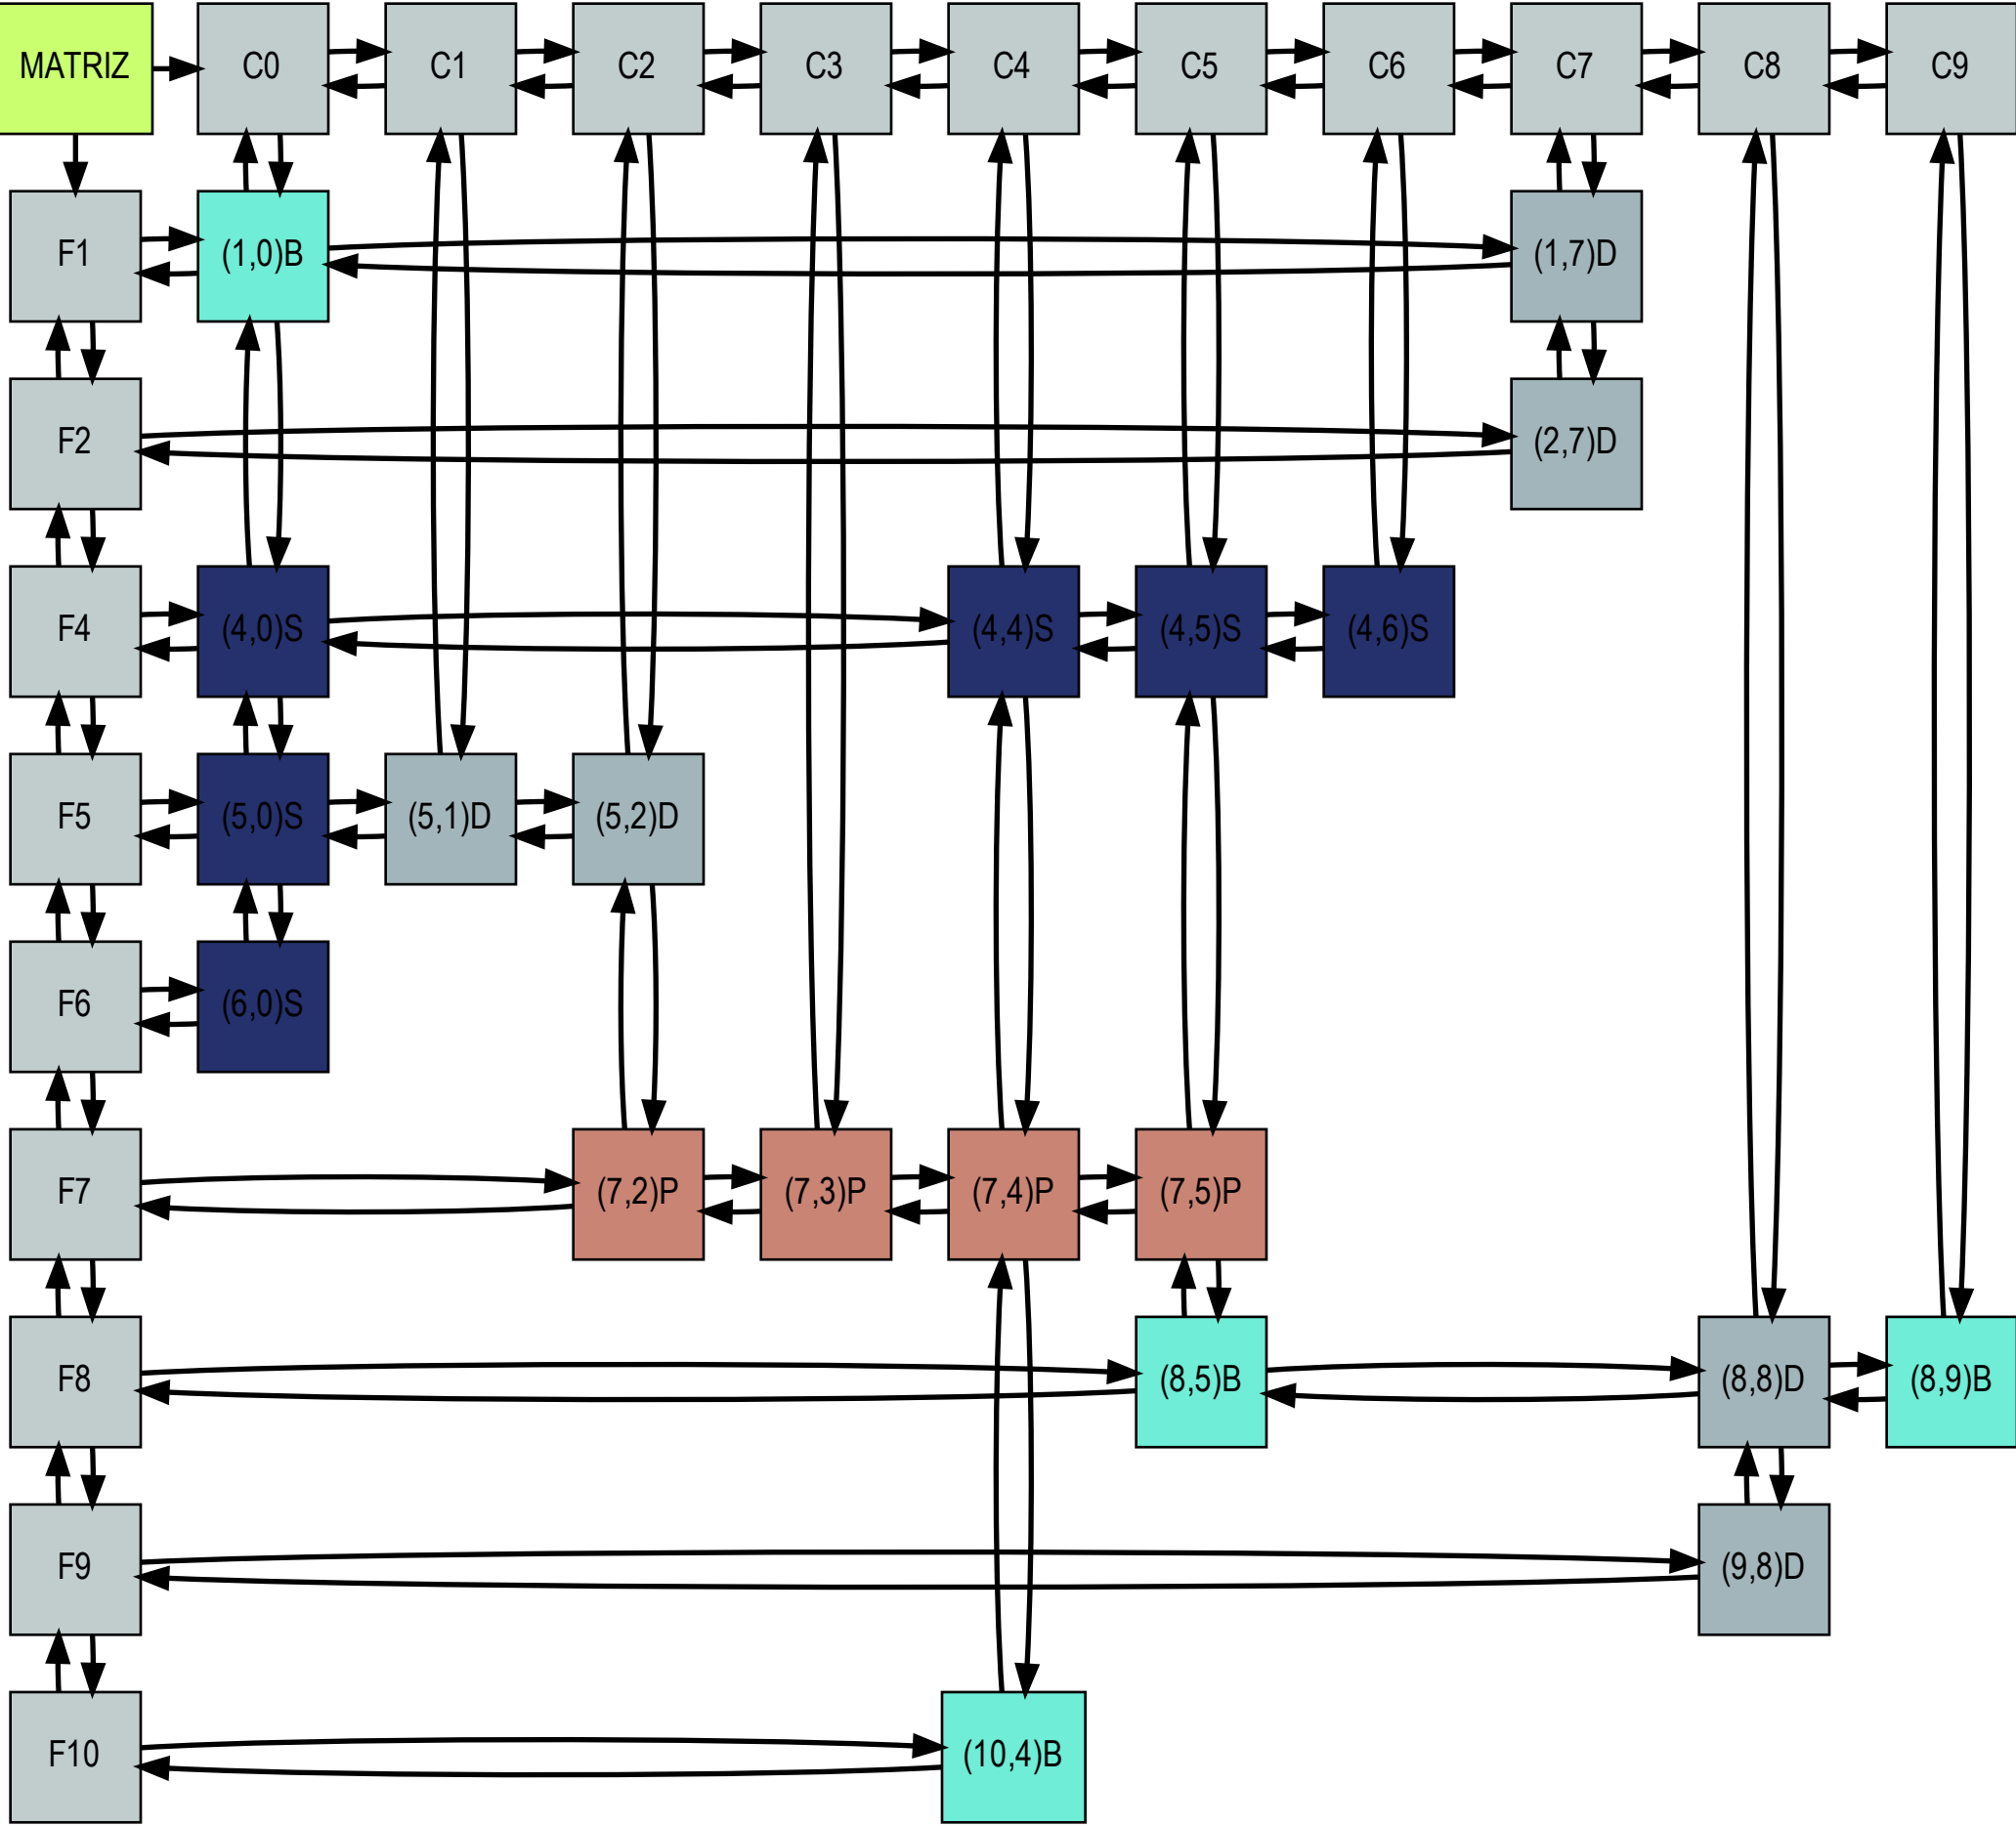 MATRIZ C0 C1 C2 C3 C4 C5 C6 C7 C8 C9
F1 (1,0)B (1,7)D
F2 (2,7)D
F4 (4,0)S (4,4)S (4,5)S (4,6)S
F5 (5,0)S (5,1)D (5,2)D
F6 (6,0)S
F7 (7,2)P (7,3)P (7,4)P (7,5)P
F8 (8,5)B (8,8)D (8,9)B
F9 (9,8)D
F10 (10,4)B